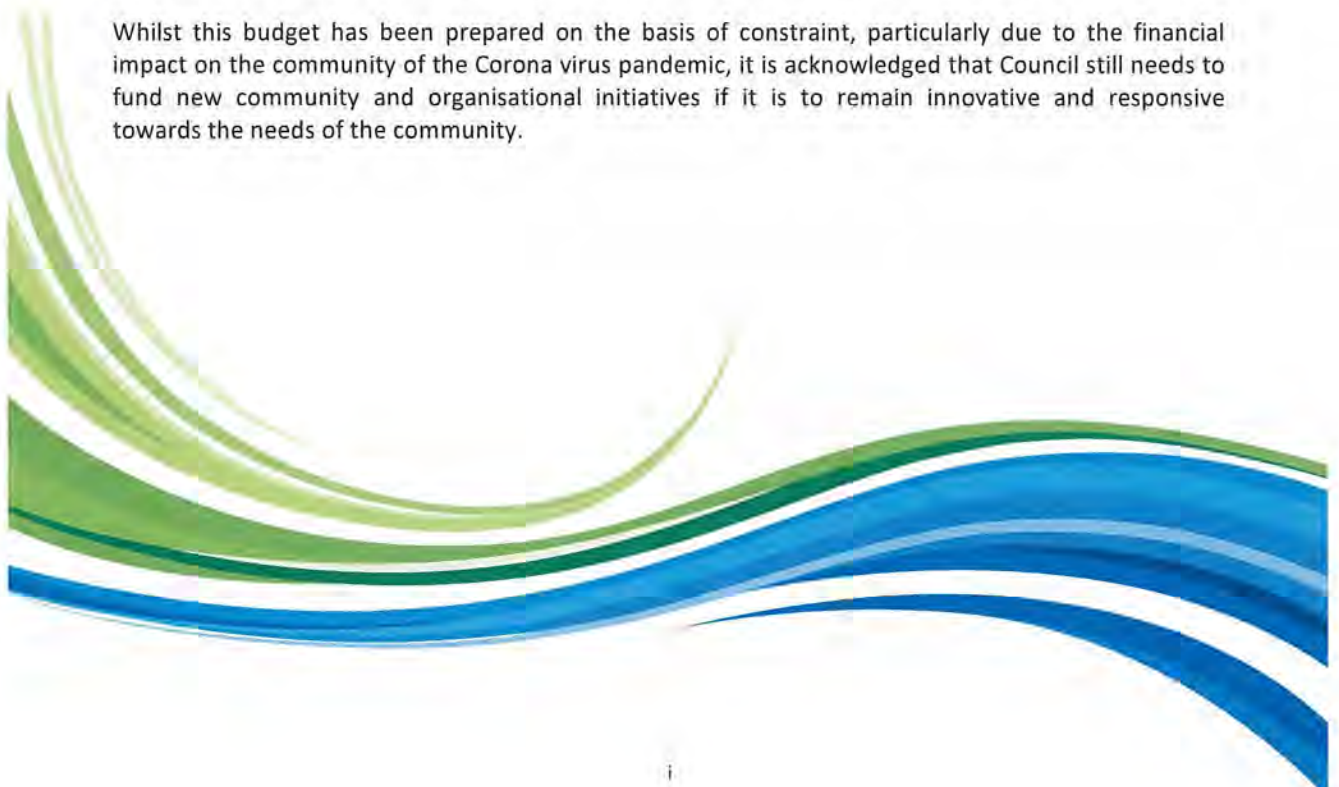 Whilst this budget has been prepared on the basis of constraint, particularly due to the financial
impact on the community of the Corona virus pandemic, it is acknowledged that Council still needs to
fund new community and organisational initiatives if it is to remain innovative and responsive
towards the needs of the community.
i